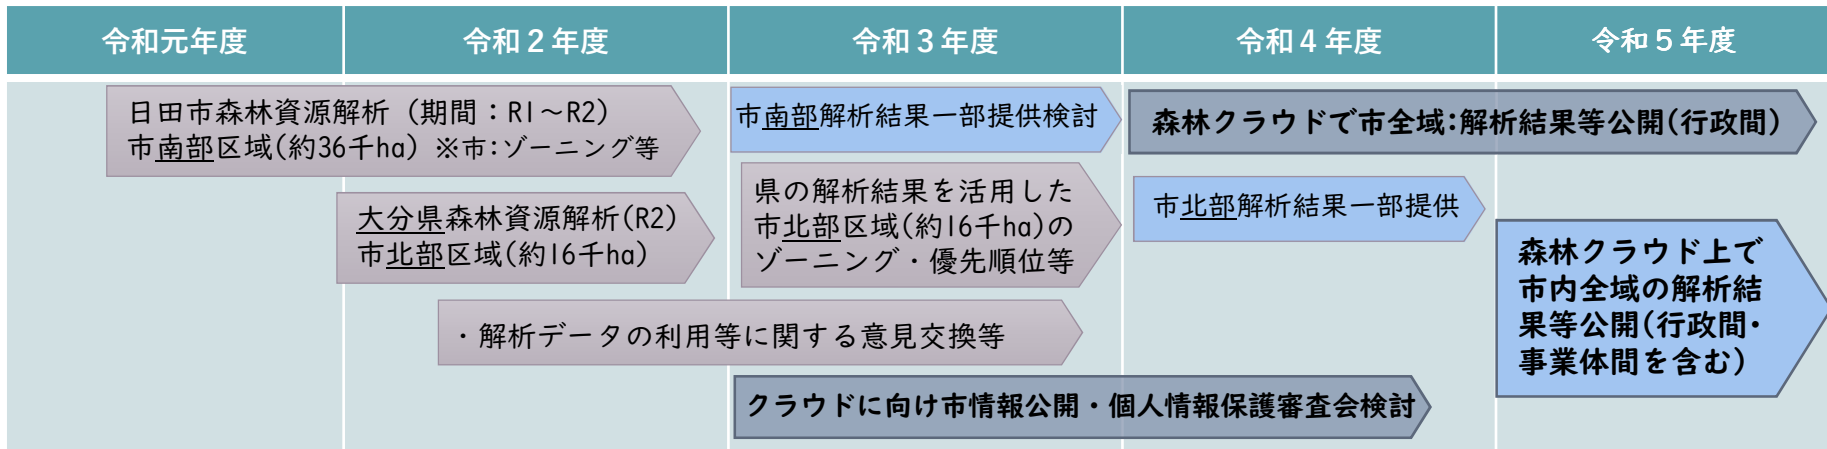 令和元年度
令和２年度
令和３年度
令和４年度
令和５年度
日田市森林資源解析（期間：R1～R2）
市南部区域(約36千ha) ※市：ゾーニング等
市南部解析結果一部提供検討
森林クラウドで市全域：解析結果等公開(行政間)
大分県森林資源解析(R2)
市北部区域(約16千ha)
県の解析結果を活用した
市北部区域(約16千ha)の
ゾーニング・優先順位等
市北部解析結果一部提供
森林クラウド上で
市内全域の解析結
果等公開(行政間・
事業体間を含む)
・解析データの利用等に関する意見交換等
クラウドに向け市情報公開・個人情報保護審査会検討